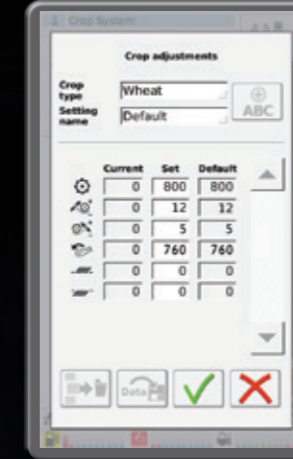 Crop System
Crop adjustments
Crop type
Wheat
Setting name
Default
ABC
Current Set Default
0 800 800
0 12 12
0 5 5
0 760 760
0 0 0
0 0 0
Data